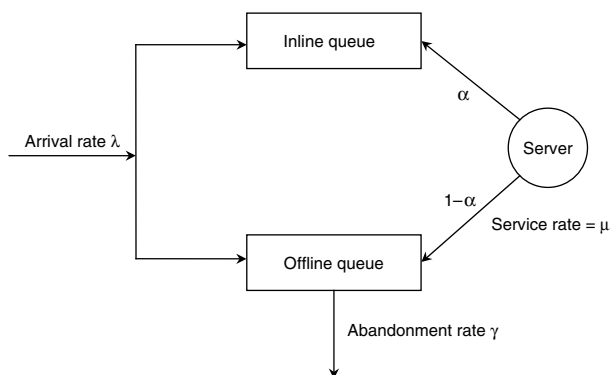 Inline queue
α
Arrival rate λ
Server
1−α
Service rate = μ
Offline queue
Abandonment rate γ